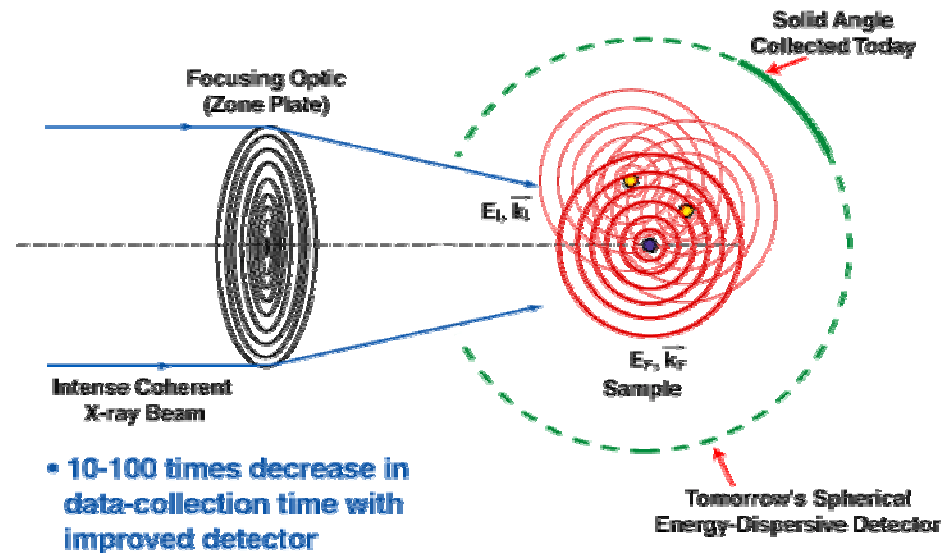 Solid Angle
Collected Today
Focusing Optic
(Zone Plate)
E_I, k_I
E_F, k_F
Sample
Intense Coherent
X-ray Beam
• 10-100 times decrease in
data-collection time with
improved detector
Tomorrow's Spherical
Energy-Dispersive Detector